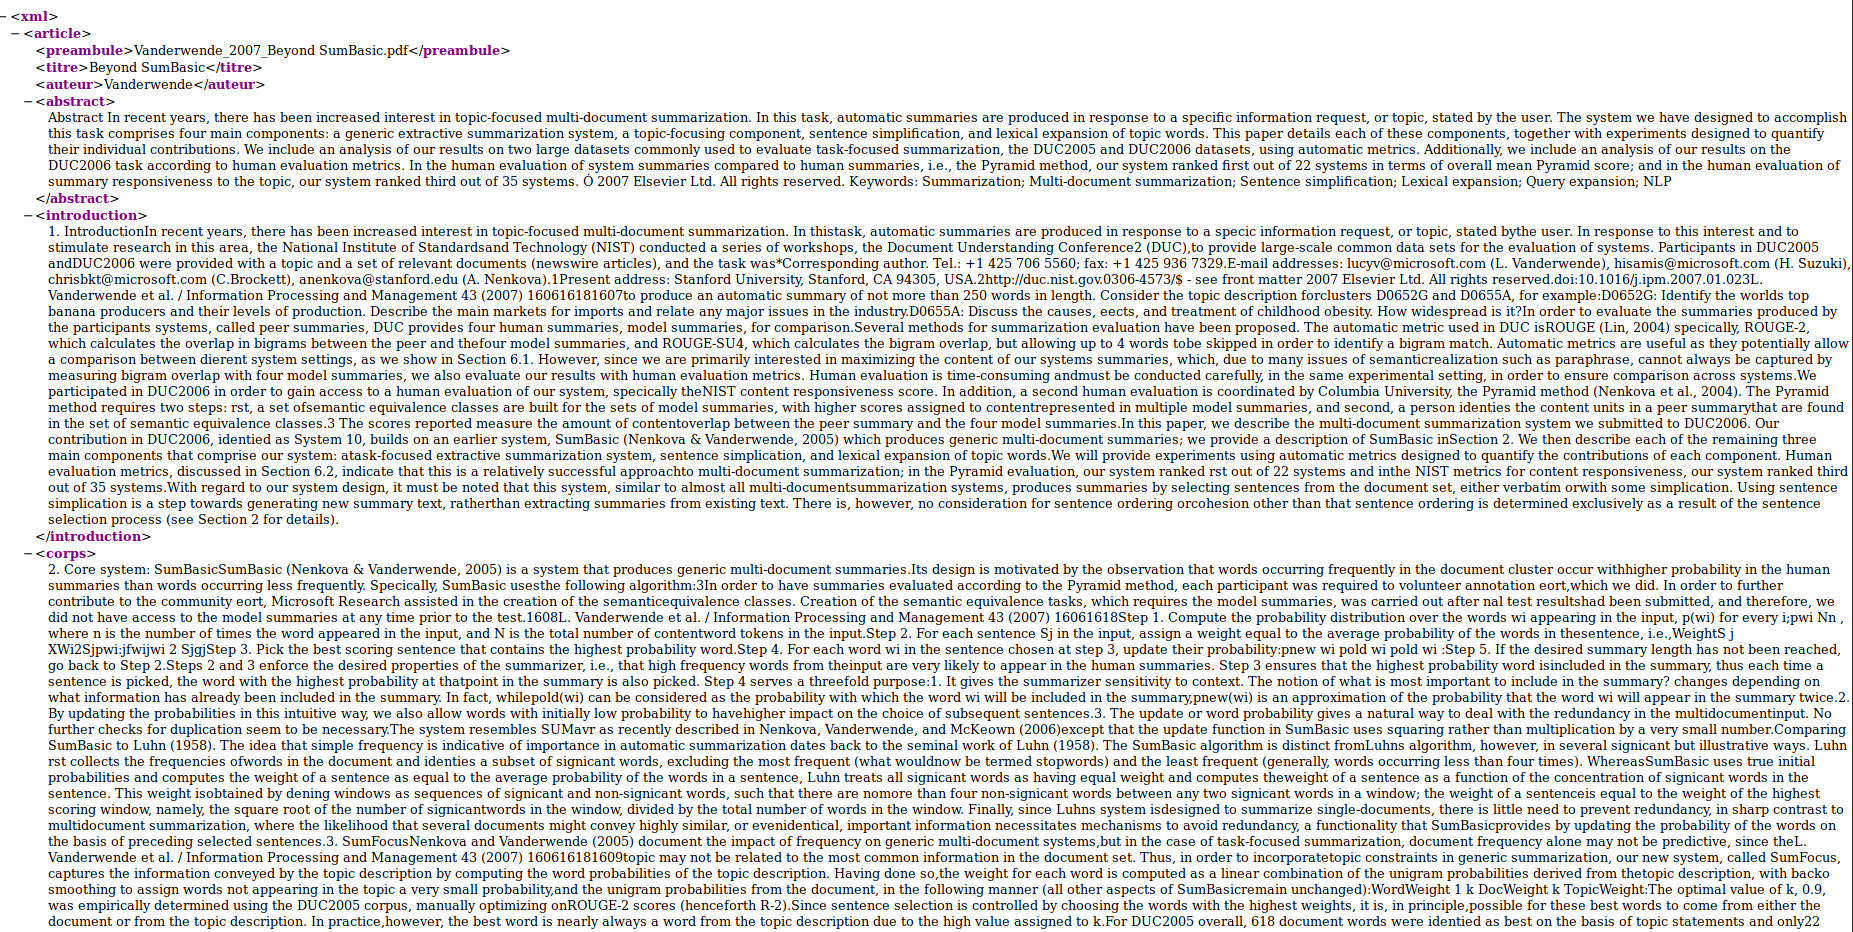 −<xml>
−<article>
<preambule>Vanderwende_2007_Beyond SumBasic.pdf</preambule>
<titre>Beyond SumBasic</titre>
<auteur>Vanderwende</auteur>
−<abstract>
Abstract In recent years, there has been increased interest in topic-focused multi-document summarization. In this task, automatic summaries are produced in response to a specific information request, or topic, stated by the user. The system we have designed to accomplish
this task comprises four main components: a generic extractive summarization system, a topic-focusing component, sentence simplification, and lexical expansion of topic words. This paper details each of these components, together with experiments designed to quantify
their individual contributions. We include an analysis of our results on two large datasets commonly used to evaluate task-focused summarization, the DUC2005 and DUC2006 datasets, using automatic metrics. Additionally, we include an analysis of our results on the
DUC2006 task according to human evaluation metrics. In the human evaluation of system summaries compared to human summaries, i.e., the Pyramid method, our system ranked first out of 22 systems in terms of overall mean Pyramid score; and in the human evaluation of
summary responsiveness to the topic, our system ranked third out of 35 systems. Ó 2007 Elsevier Ltd. All rights reserved. Keywords: Summarization; Multi-document summarization; Sentence simplification; Lexical expansion; Query expansion; NLP
</abstract>
−<introduction>
1. IntroductionIn recent years, there has been increased interest in topic-focused multi-document summarization. In thistask, automatic summaries are produced in response to a specic information request, or topic, stated bythe user. In response to this interest and to
stimulate research in this area, the National Institute of Standardsand Technology (NIST) conducted a series of workshops, the Document Understanding Conference2 (DUC),to provide large-scale common data sets for the evaluation of systems. Participants in DUC2005
andDUC2006 were provided with a topic and a set of relevant documents (newswire articles), and the task was*Corresponding author. Tel.: +1 425 706 5560; fax: +1 425 936 7329.E-mail addresses: lucyv@microsoft.com (L. Vanderwende), hisamis@microsoft.com (H. Suzuki),
chrisbkt@microsoft.com (C.Brockett), anenkova@stanford.edu (A. Nenkova).1Present address: Stanford University, Stanford, CA 94305, USA.2http://duc.nist.gov.0306-4573/$ - see front matter 2007 Elsevier Ltd. All rights reserved.doi:10.1016/j.ipm.2007.01.023L.
Vanderwende et al. / Information Processing and Management 43 (2007) 160616181607to produce an automatic summary of not more than 250 words in length. Consider the topic description forclusters D0652G and D0655A, for example:D0652G: Identify the worlds top
banana producers and their levels of production. Describe the main markets for imports and relate any major issues in the industry.D0655A: Discuss the causes, eects, and treatment of childhood obesity. How widespread is it?In order to evaluate the summaries produced by
the participants systems, called peer summaries, DUC provides four human summaries, model summaries, for comparison.Several methods for summarization evaluation have been proposed. The automatic metric used in DUC isROUGE (Lin, 2004) specically, ROUGE-2,
which calculates the overlap in bigrams between the peer and thefour model summaries, and ROUGE-SU4, which calculates the bigram overlap, but allowing up to 4 words tobe skipped in order to identify a bigram match. Automatic metrics are useful as they potentially allow
a comparison between dierent system settings, as we show in Section 6.1. However, since we are primarily interested in maximizing the content of our systems summaries, which, due to many issues of semanticrealization such as paraphrase, cannot always be captured by
measuring bigram overlap with four model summaries, we also evaluate our results with human evaluation metrics. Human evaluation is time-consuming andmust be conducted carefully, in the same experimental setting, in order to ensure comparison across systems.We
participated in DUC2006 in order to gain access to a human evaluation of our system, specically theNIST content responsiveness score. In addition, a second human evaluation is coordinated by Columbia University, the Pyramid method (Nenkova et al., 2004). The Pyramid
method requires two steps: rst, a set ofsemantic equivalence classes are built for the sets of model summaries, with higher scores assigned to contentrepresented in multiple model summaries, and second, a person identies the content units in a peer summarythat are found
in the set of semantic equivalence classes.3 The scores reported measure the amount of contentoverlap between the peer summary and the four model summaries.In this paper, we describe the multi-document summarization system we submitted to DUC2006. Our
contribution in DUC2006, identied as System 10, builds on an earlier system, SumBasic (Nenkova & Vanderwende, 2005) which produces generic multi-document summaries; we provide a description of SumBasic inSection 2. We then describe each of the remaining three
main components that comprise our system: atask-focused extractive summarization system, sentence simplication, and lexical expansion of topic words.We will provide experiments using automatic metrics designed to quantify the contributions of each component. Human
evaluation metrics, discussed in Section 6.2, indicate that this is a relatively successful approachto multi-document summarization; in the Pyramid evaluation, our system ranked rst out of 22 systems and inthe NIST metrics for content responsiveness, our system ranked third
out of 35 systems.With regard to our system design, it must be noted that this system, similar to almost all multi-documentsummarization systems, produces summaries by selecting sentences from the document set, either verbatim orwith some simplication. Using sentence
simplication is a step towards generating new summary text, ratherthan extracting summaries from existing text. There is, however, no consideration for sentence ordering orcohesion other than that sentence ordering is determined exclusively as a result of the sentence
selection process (see Section 2 for details).
</introduction>
−<corps>
2. Core system: SumBasicSumBasic (Nenkova & Vanderwende, 2005) is a system that produces generic multi-document summaries.Its design is motivated by the observation that words occurring frequently in the document cluster occur withhigher probability in the human
summaries than words occurring less frequently. Specically, SumBasic usesthe following algorithm:3In order to have summaries evaluated according to the Pyramid method, each participant was required to volunteer annotation eort,which we did. In order to further
contribute to the community eort, Microsoft Research assisted in the creation of the semanticequivalence classes. Creation of the semantic equivalence tasks, which requires the model summaries, was carried out after nal test resultshad been submitted, and therefore, we
did not have access to the model summaries at any time prior to the test.1608L. Vanderwende et al. / Information Processing and Management 43 (2007) 16061618Step 1. Compute the probability distribution over the words wi appearing in the input, p(wi) for every i;pwi Nn ,
where n is the number of times the word appeared in the input, and N is the total number of contentword tokens in the input.Step 2. For each sentence Sj in the input, assign a weight equal to the average probability of the words in thesentence, i.e.,WeightS j
XWi2Sjpwi;jfwijwi 2 SjgjStep 3. Pick the best scoring sentence that contains the highest probability word.Step 4. For each word wi in the sentence chosen at step 3, update their probability:pnew wi pold wi pold wi :Step 5. If the desired summary length has not been reached,
go back to Step 2.Steps 2 and 3 enforce the desired properties of the summarizer, i.e., that high frequency words from theinput are very likely to appear in the human summaries. Step 3 ensures that the highest probability word isincluded in the summary, thus each time a
sentence is picked, the word with the highest probability at thatpoint in the summary is also picked. Step 4 serves a threefold purpose:1. It gives the summarizer sensitivity to context. The notion of what is most important to include in the summary? changes depending on
what information has already been included in the summary. In fact, whilepold(wi) can be considered as the probability with which the word wi will be included in the summary,pnew(wi) is an approximation of the probability that the word wi will appear in the summary twice.2.
By updating the probabilities in this intuitive way, we also allow words with initially low probability to havehigher impact on the choice of subsequent sentences.3. The update or word probability gives a natural way to deal with the redundancy in the multidocumentinput. No
further checks for duplication seem to be necessary.The system resembles SUMavr as recently described in Nenkova, Vanderwende, and McKeown (2006)except that the update function in SumBasic uses squaring rather than multiplication by a very small number.Comparing
SumBasic to Luhn (1958). The idea that simple frequency is indicative of importance in automatic summarization dates back to the seminal work of Luhn (1958). The SumBasic algorithm is distinct fromLuhns algorithm, however, in several signicant but illustrative ways. Luhn
rst collects the frequencies ofwords in the document and identies a subset of signicant words, excluding the most frequent (what wouldnow be termed stopwords) and the least frequent (generally, words occurring less than four times). WhereasSumBasic uses true initial
probabilities and computes the weight of a sentence as equal to the average probability of the words in a sentence, Luhn treats all signicant words as having equal weight and computes theweight of a sentence as a function of the concentration of signicant words in the
sentence. This weight isobtained by dening windows as sequences of signicant and non-signicant words, such that there are nomore than four non-signicant words between any two signicant words in a window; the weight of a sentenceis equal to the weight of the highest
scoring window, namely, the square root of the number of signicantwords in the window, divided by the total number of words in the window. Finally, since Luhns system isdesigned to summarize single-documents, there is little need to prevent redundancy, in sharp contrast to
multidocument summarization, where the likelihood that several documents might convey highly similar, or evenidentical, important information necessitates mechanisms to avoid redundancy, a functionality that SumBasicprovides by updating the probability of the words on
the basis of preceding selected sentences.3. SumFocusNenkova and Vanderwende (2005) document the impact of frequency on generic multi-document systems,but in the case of task-focused summarization, document frequency alone may not be predictive, since theL.
Vanderwende et al. / Information Processing and Management 43 (2007) 160616181609topic may not be related to the most common information in the document set. Thus, in order to incorporatetopic constraints in generic summarization, our new system, called SumFocus,
captures the information conveyed by the topic description by computing the word probabilities of the topic description. Having done so,the weight for each word is computed as a linear combination of the unigram probabilities derived from thetopic description, with backo
smoothing to assign words not appearing in the topic a very small probability,and the unigram probabilities from the document, in the following manner (all other aspects of SumBasicremain unchanged):WordWeight 1 k DocWeight k TopicWeight:The optimal value of k, 0.9,
was empirically determined using the DUC2005 corpus, manually optimizing onROUGE-2 scores (henceforth R-2).Since sentence selection is controlled by choosing the words with the highest weights, it is, in principle,possible for these best words to come from either the
document or from the topic description. In practice,however, the best word is nearly always a word from the topic description due to the high value assigned to k.For DUC2005 overall, 618 document words were identied as best on the basis of topic statements and only22